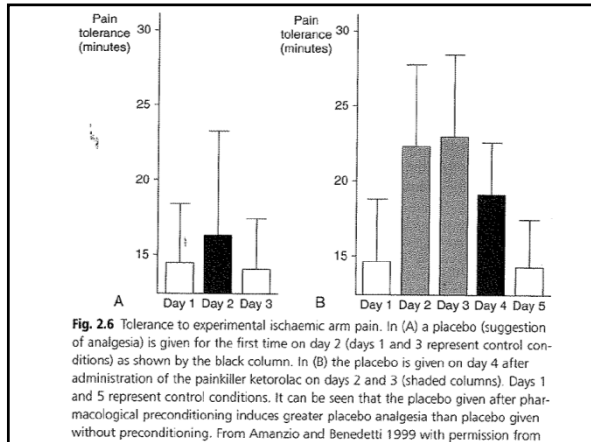 Pain
tolerance
(minutes)
30
25
20
15
A
Day 1 Day 2 Day 3
Pain
tolerance
(minutes)
30
25
20
15
B
Day 1 Day 2 Day 3 Day 4 Day 5
Fig. 2.6 Tolerance to experimental ischaemic arm pain. In (A) a placebo (suggestion
of analgesia) is given for the first time on day 2 (days 1 and 3 represent control con-
ditions) as shown by the black column. In (B) the placebo is given on day 4 after
administration of the painkiller ketorolac on days 2 and 3 (shaded columns). Days 1
and 5 represent control conditions. It can be seen that the placebo given after phar-
macological preconditioning induces greater placebo analgesia than placebo given
without preconditioning. From Amanzio and Benedetti 1999 with permission from